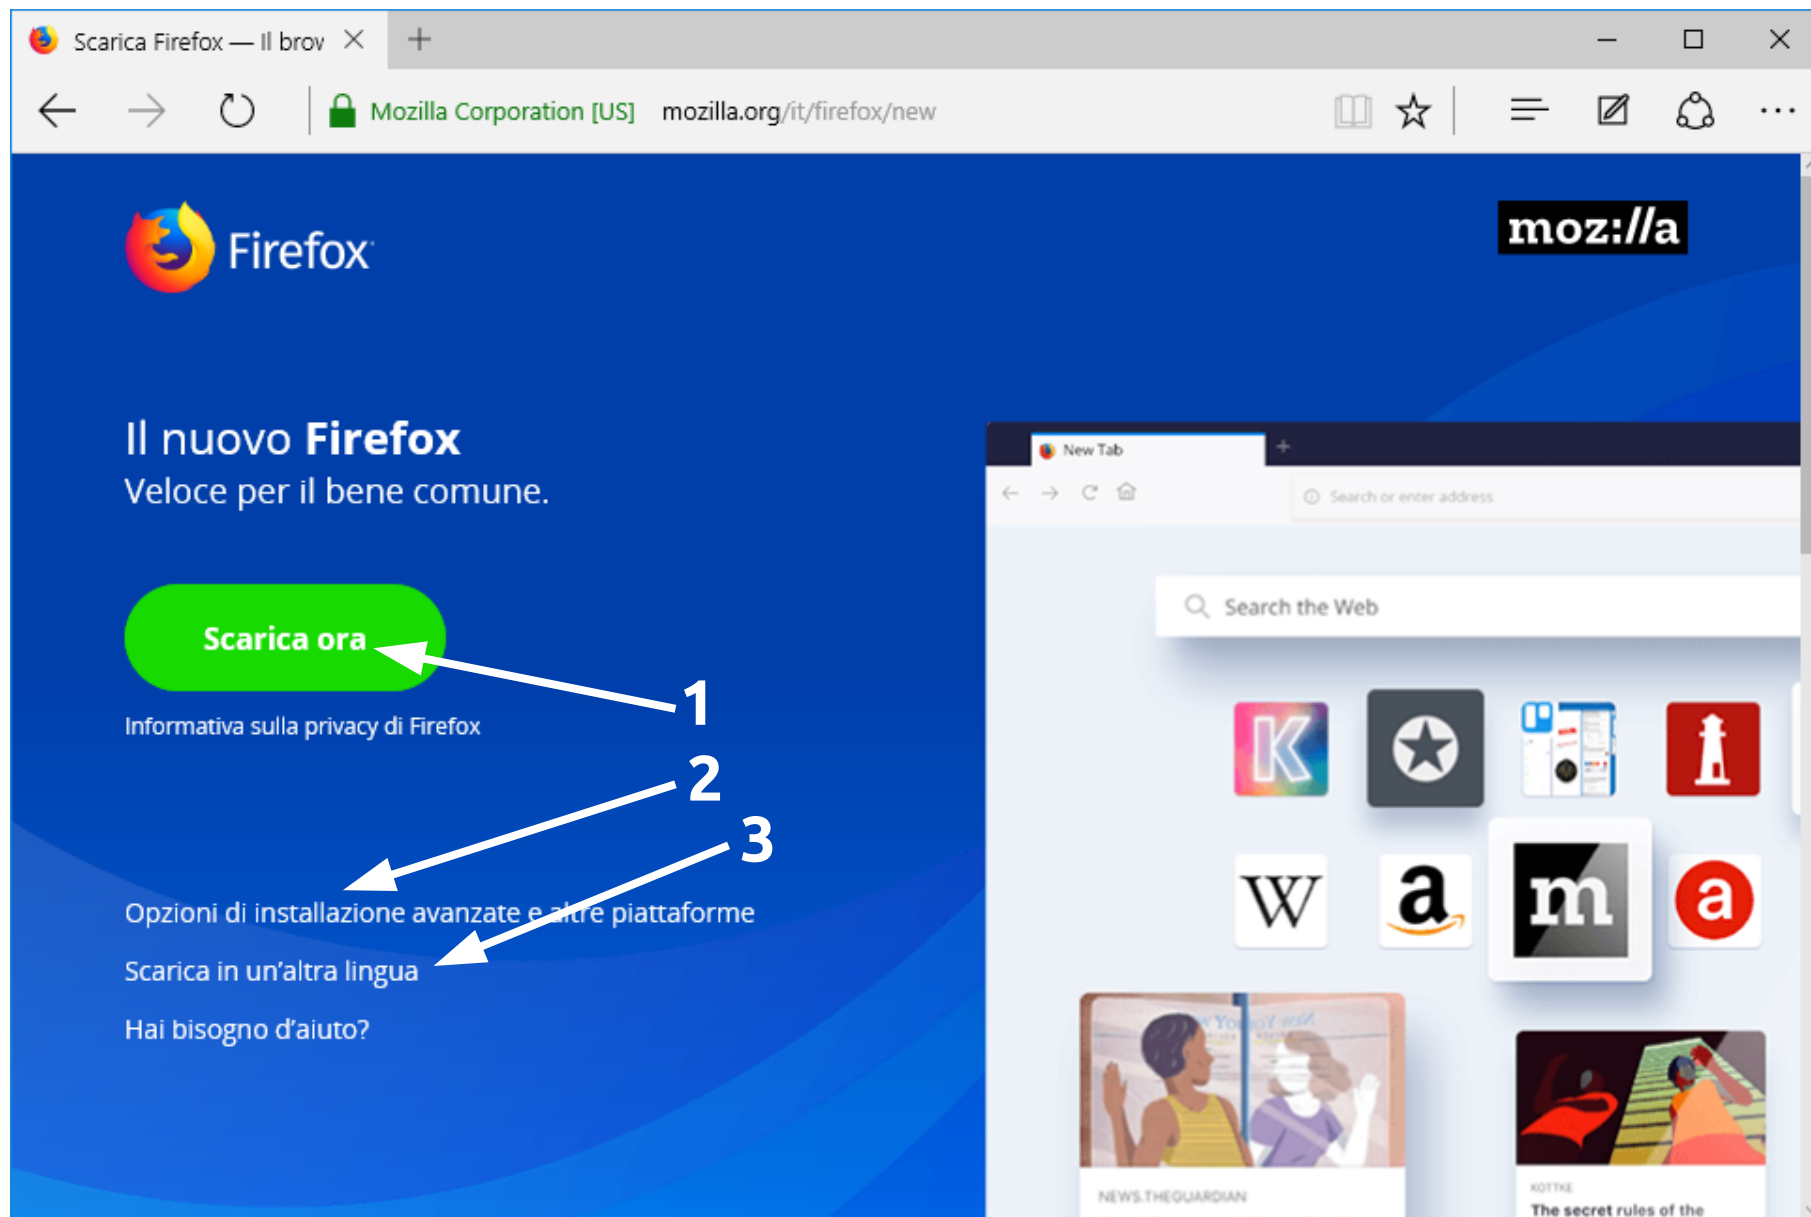 Scarica Firefox — Il brov
Mozilla Corporation [US] mozilla.org/it/firefox/new
Firefox
moz://a
Il nuovo Firefox
Veloce per il bene comune.
Scarica ora
1
Informativa sulla privacy di Firefox
2
3
Opzioni di installazione avanzate e altre piattaforme
Scarica in un'altra lingua
Hai bisogno d'aiuto?
New Tab
Search or enter address
Search the Web
K
W
a
m
a
NEWS.THEGUARDIAN
KOTTKE
The secret rules of the